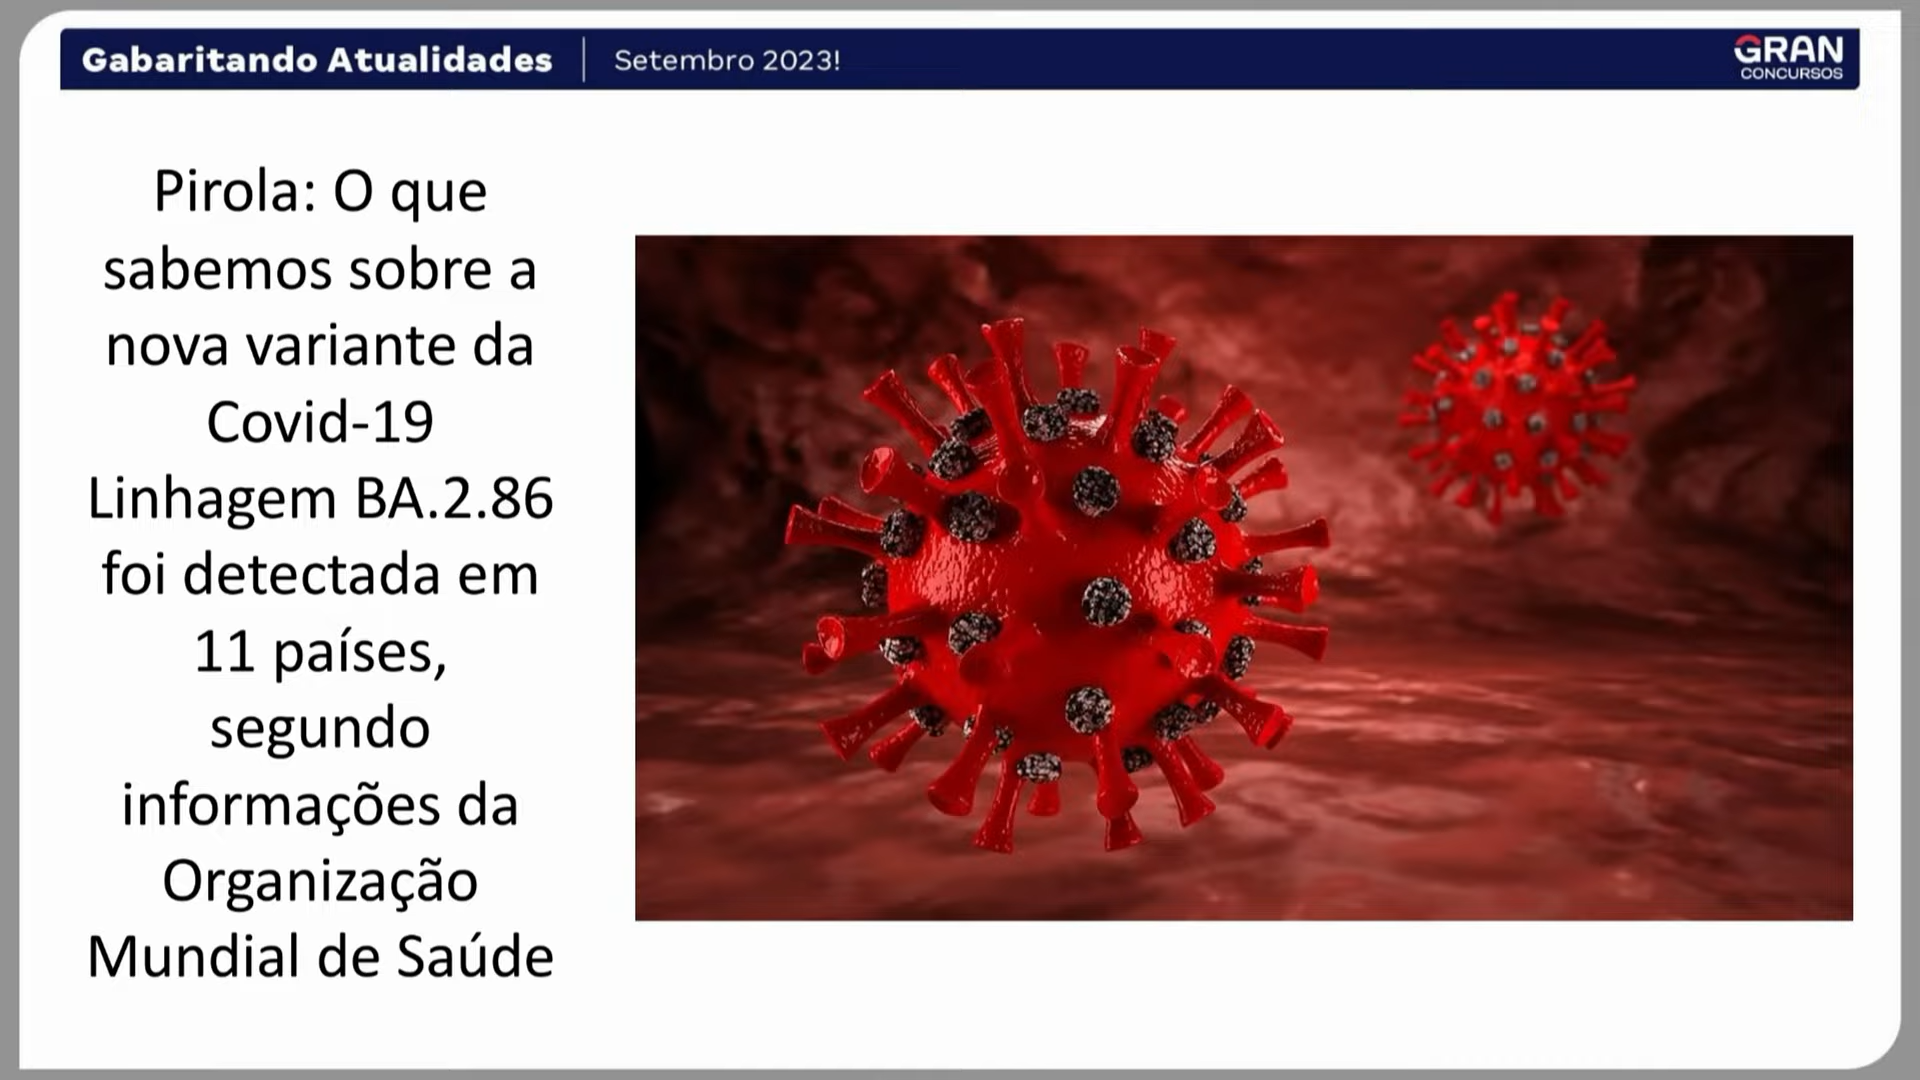 Gabaritando Atualidades
Setembro 2023!
GRAN
CONCURSOS
Pirola: O que
sabemos sobre a
nova variante da
Covid-19
Linhagem BA.2.86
foi detectada em
11 países,
segundo
informações da
Organização
Mundial de Saúde